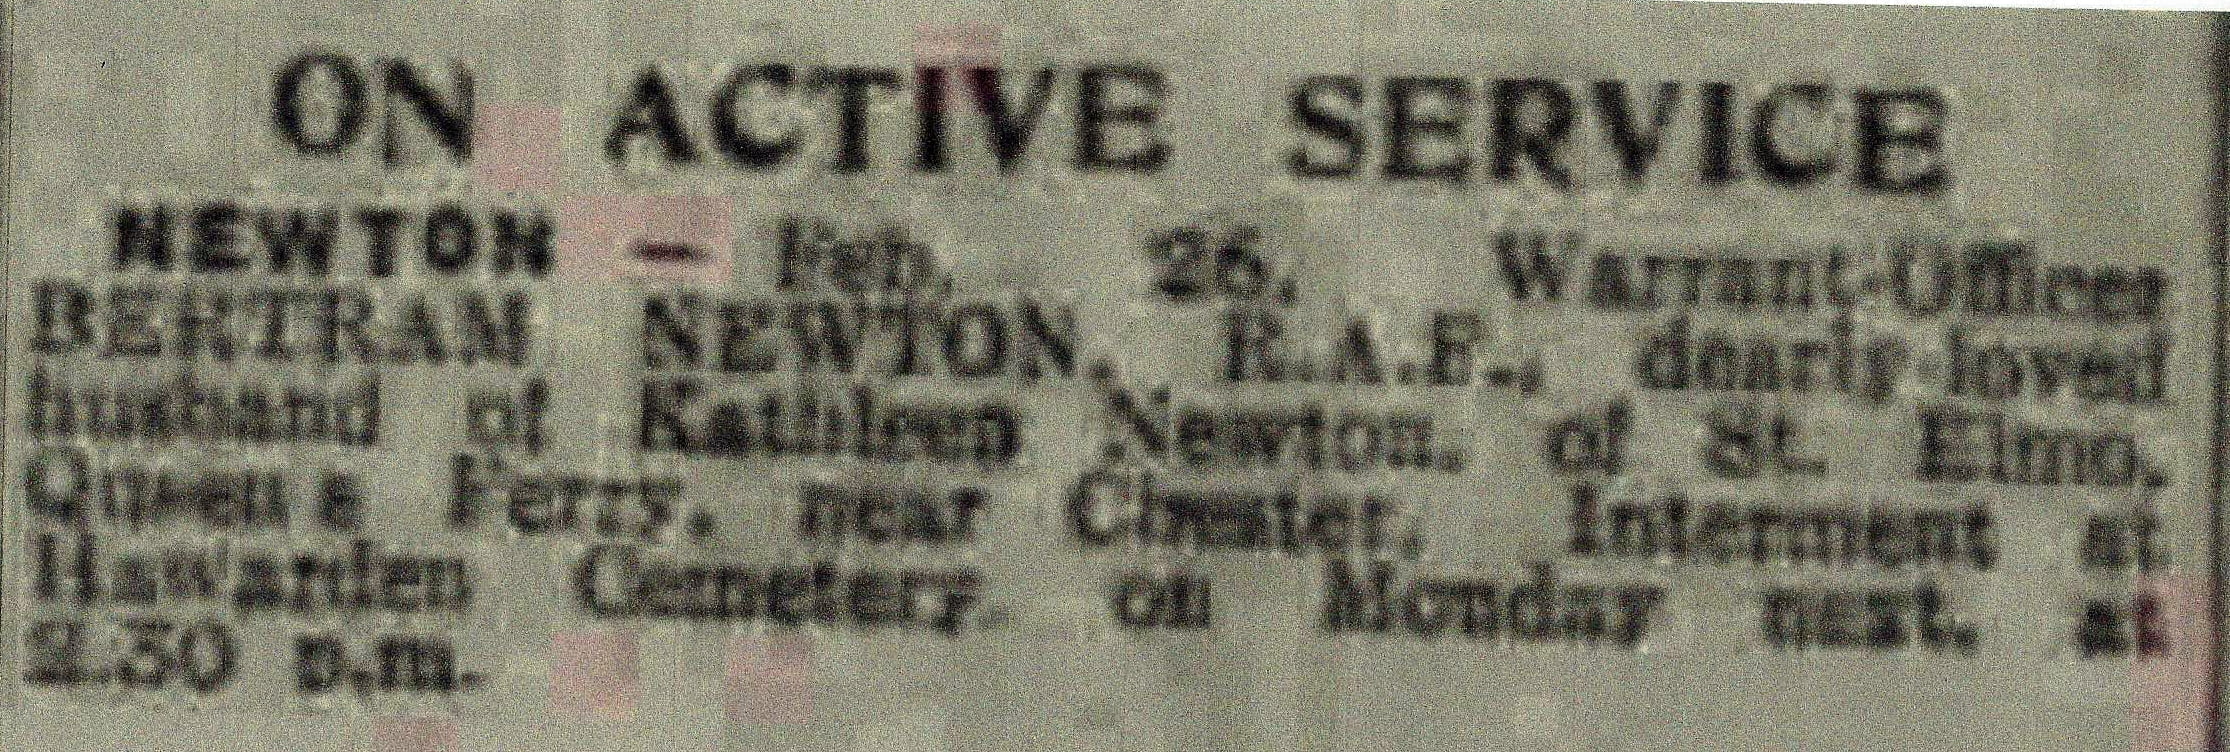 ON ACTIVE SERVICE
NEWTON — Feb. 26. Warrant-Officer
BERTRAM NEWTON, R.A.F., dearly-loved
husband of Kathleen Newton, of St. Elmo,
Queen's Ferry, near Chester. Interment at
Hawarden Cemetery, on Monday next, at
2.30 p.m.